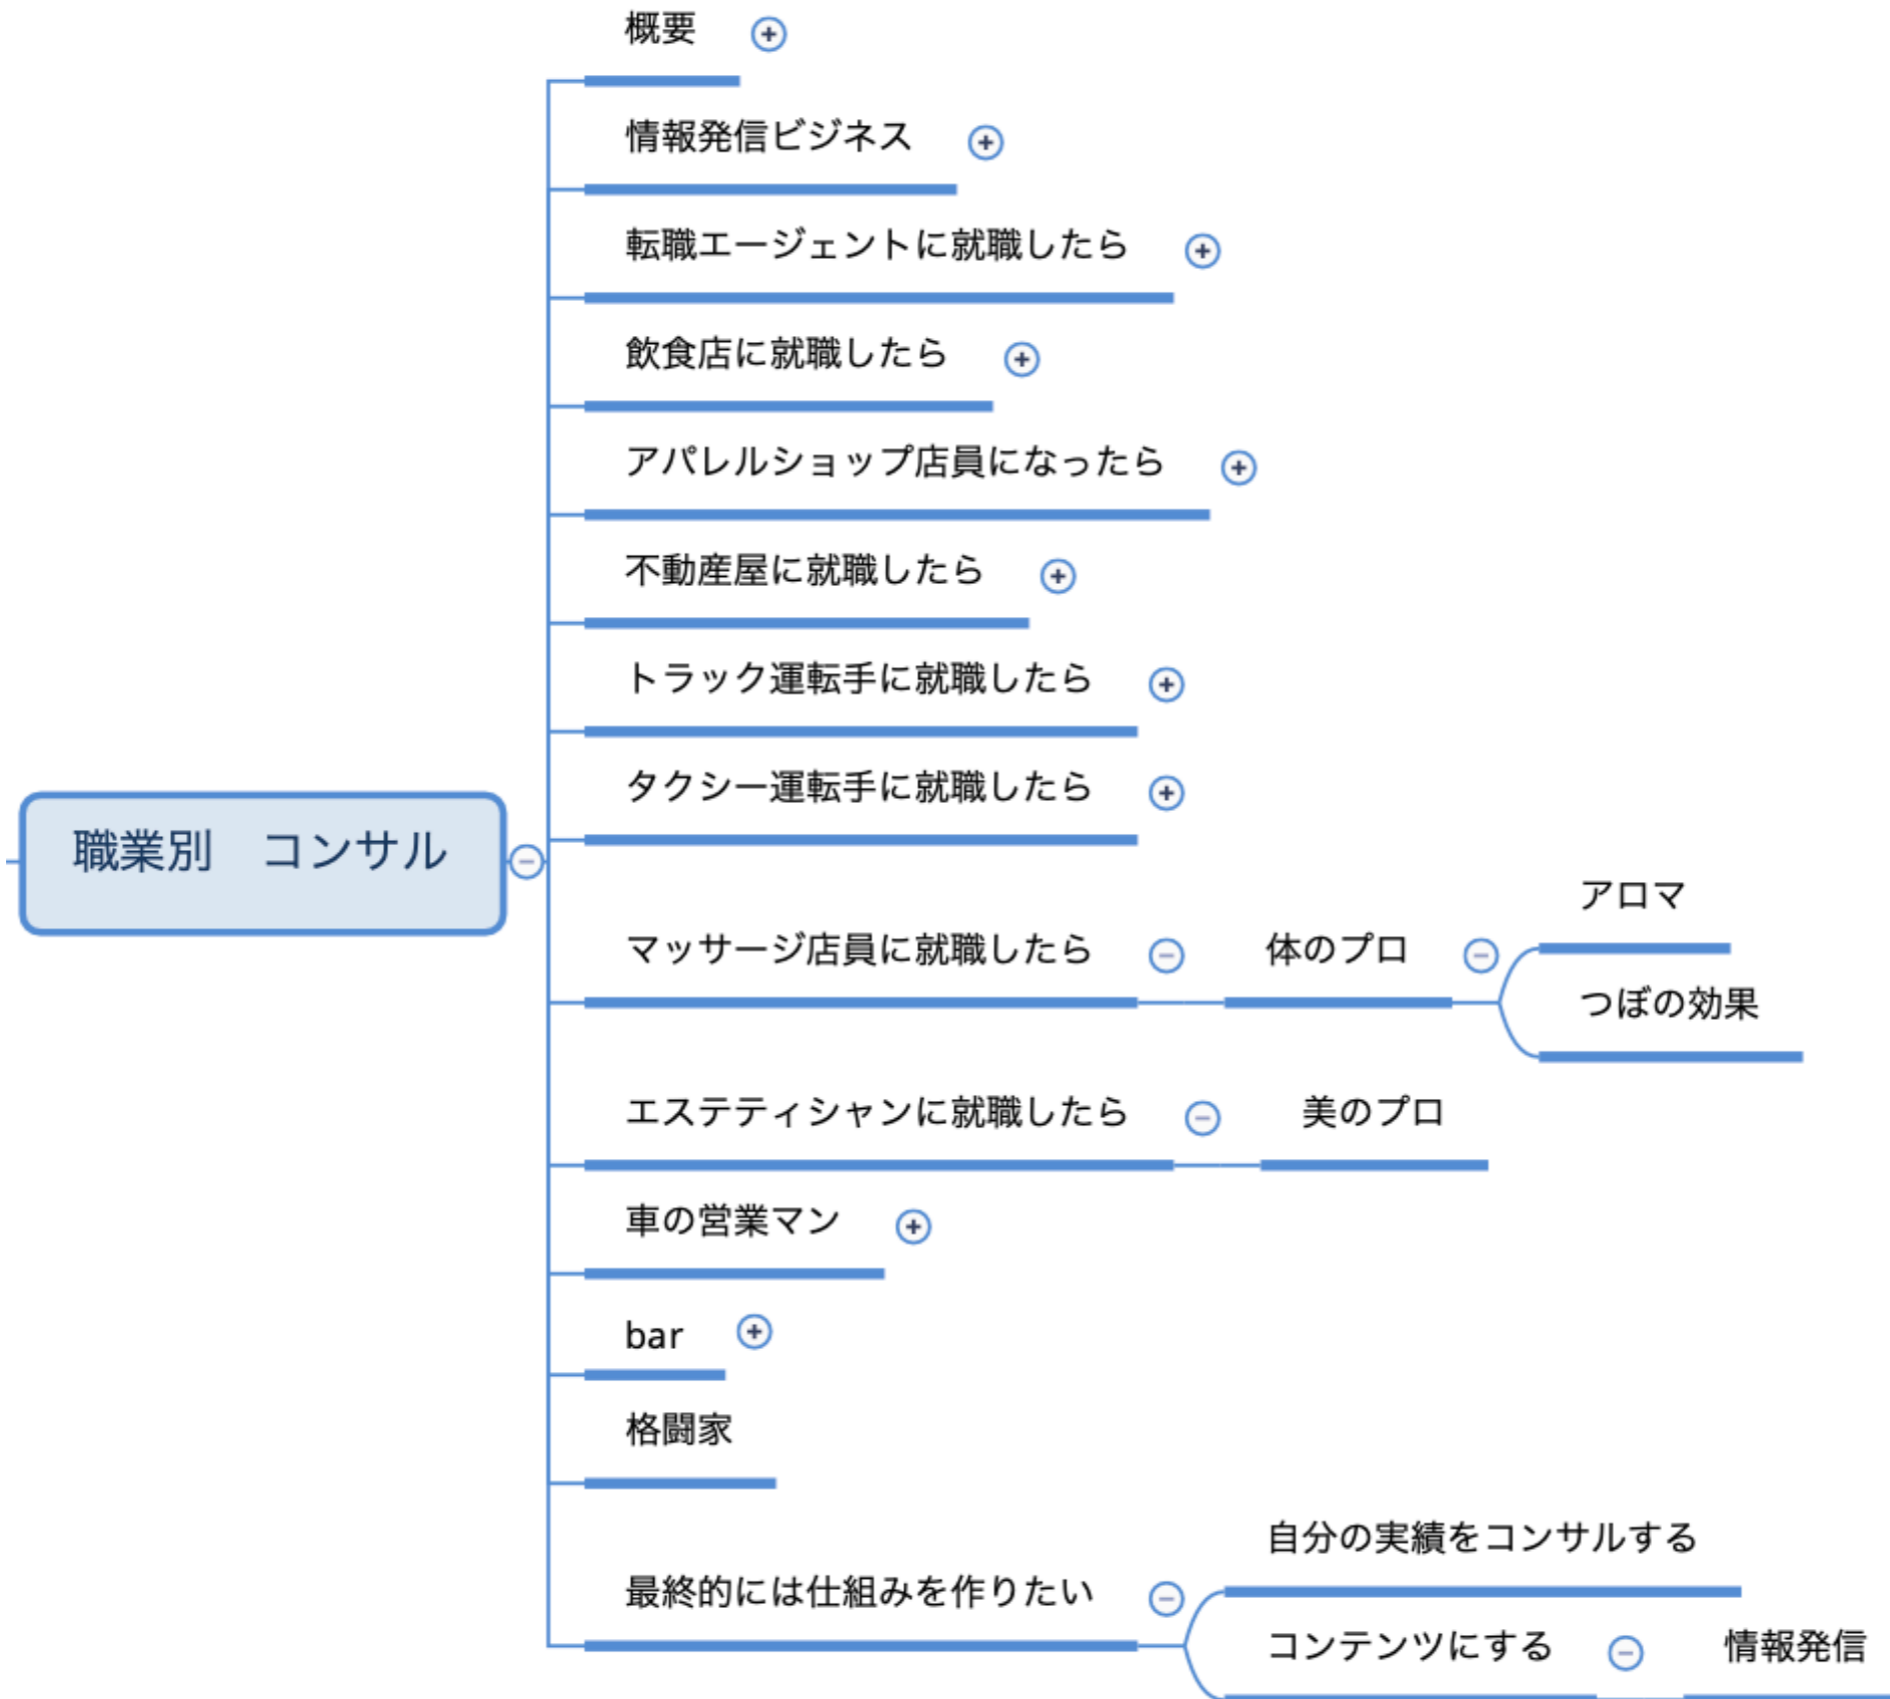 概要
情報発信ビジネス
転職エージェントに就職したら
飲食店に就職したら
アパレルショップ店員になったら
不動産屋に就職したら
トラック運転手に就職したら
タクシー運転手に就職したら
職業別　コンサル
マッサージ店員に就職したら
体のプロ
アロマ
つぼの効果
エステティシャンに就職したら
美のプロ
車の営業マン
bar
格闘家
最終的には仕組みを作りたい
自分の実績をコンサルする
コンテンツにする
情報発信